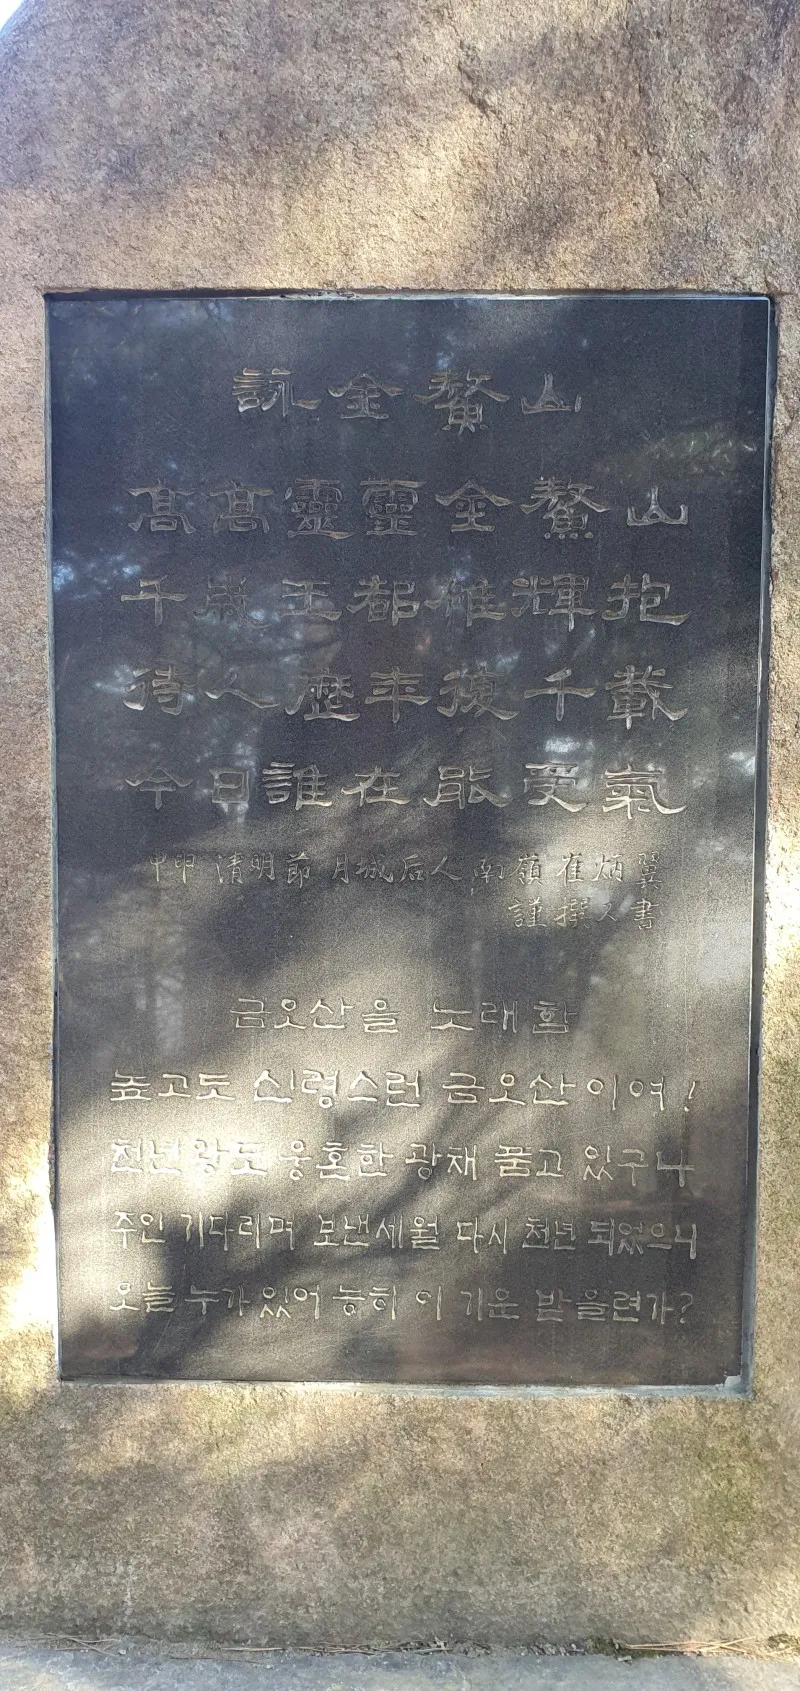 詠金鰲山
高高靈靈金鰲山
千歲王都雄輝抱
待人歷年復千載
今日誰在能受氣
甲申 清明節 月城后人 南嶺 崔炳翼
謹撰又書
금오산을 노래함
높고도 신령스런 금오산이여!
천년왕도 웅혼한 광채 품고 있구나
주인 기다리며 보낸세월 다시 천년 되었으니
오늘 누가있어 능히 이 기운 받을련가?